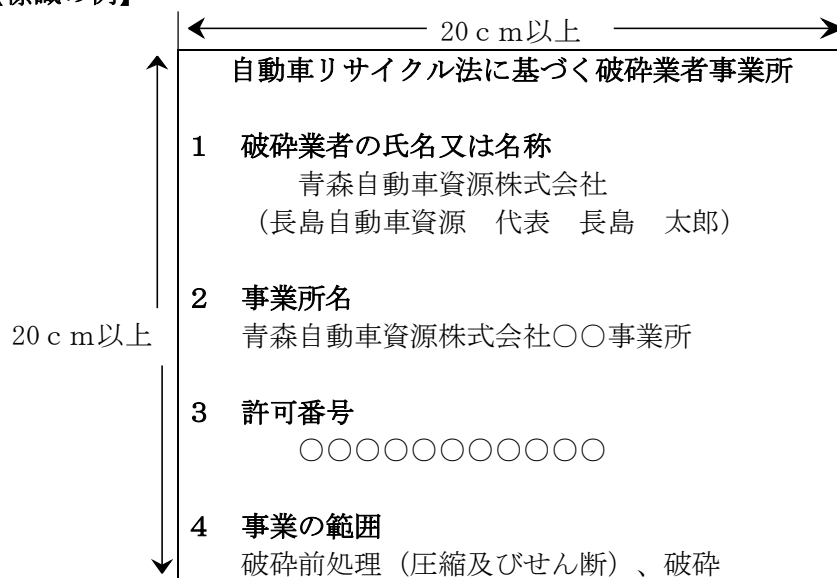 【標識の例】
20ｃｍ以上
自動車リサイクル法に基づく破砕業者事業所
１　破砕業者の氏名又は名称
青森自動車資源株式会社
（長島自動車資源　代表　長島　太郎）
２　事業所名
20ｃｍ以上
青森自動車資源株式会社○○事業所
３　許可番号
○○○○○○○○○○○
４　事業の範囲
破砕前処理（圧縮及びせん断）、破砕